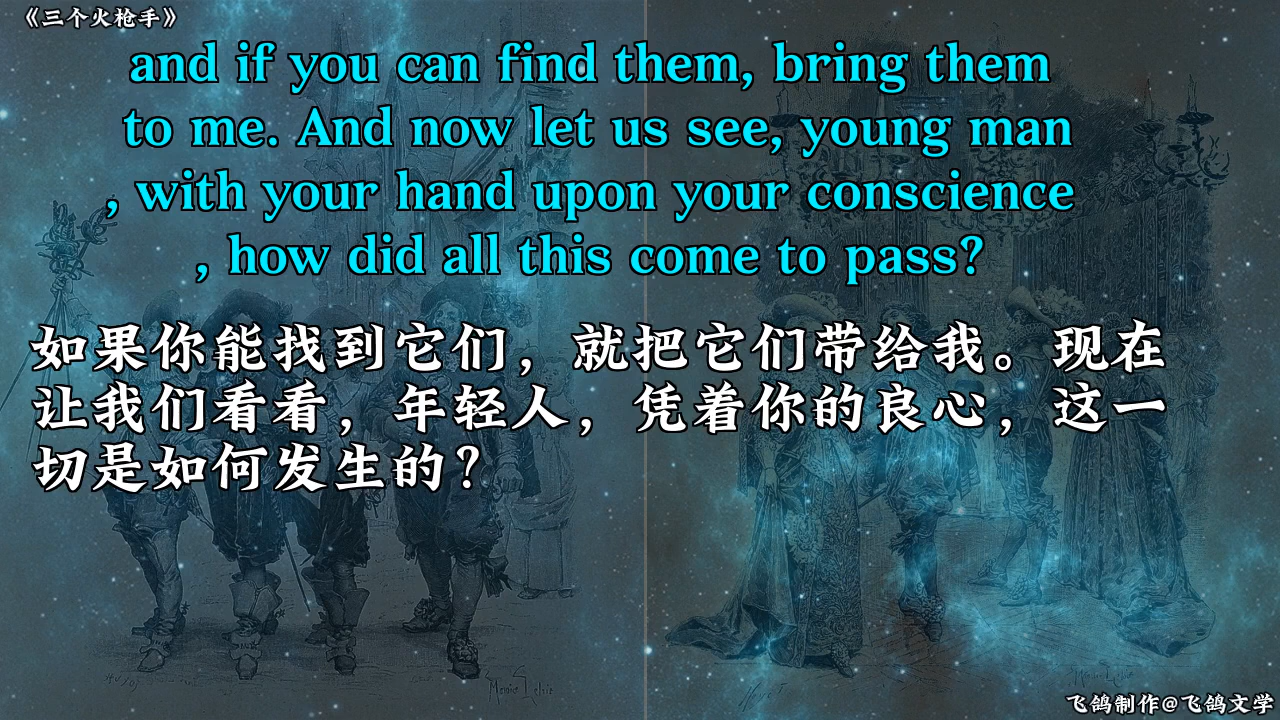 《三个火枪手》
and if you can find them, bring them
to me. And now let us see, young man
, with your hand upon your conscience
, how did all this come to pass?
如果你能找到它们，就把它们带给我。现在
让我们看看，年轻人，凭着你的良心，这一
切是如何发生的？
飞鸽制作@飞鸽文学